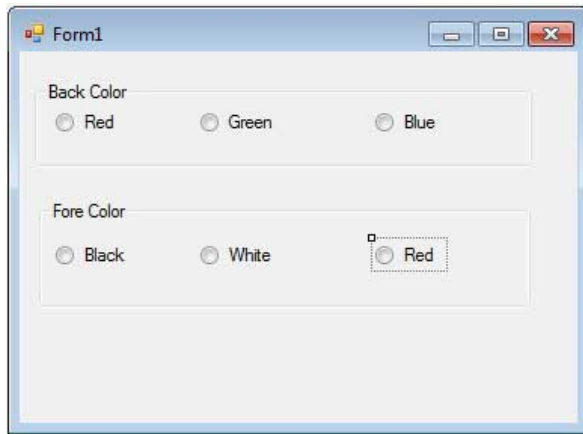 Form1
Back Color
Red Green Blue
Fore Color
Black White Red